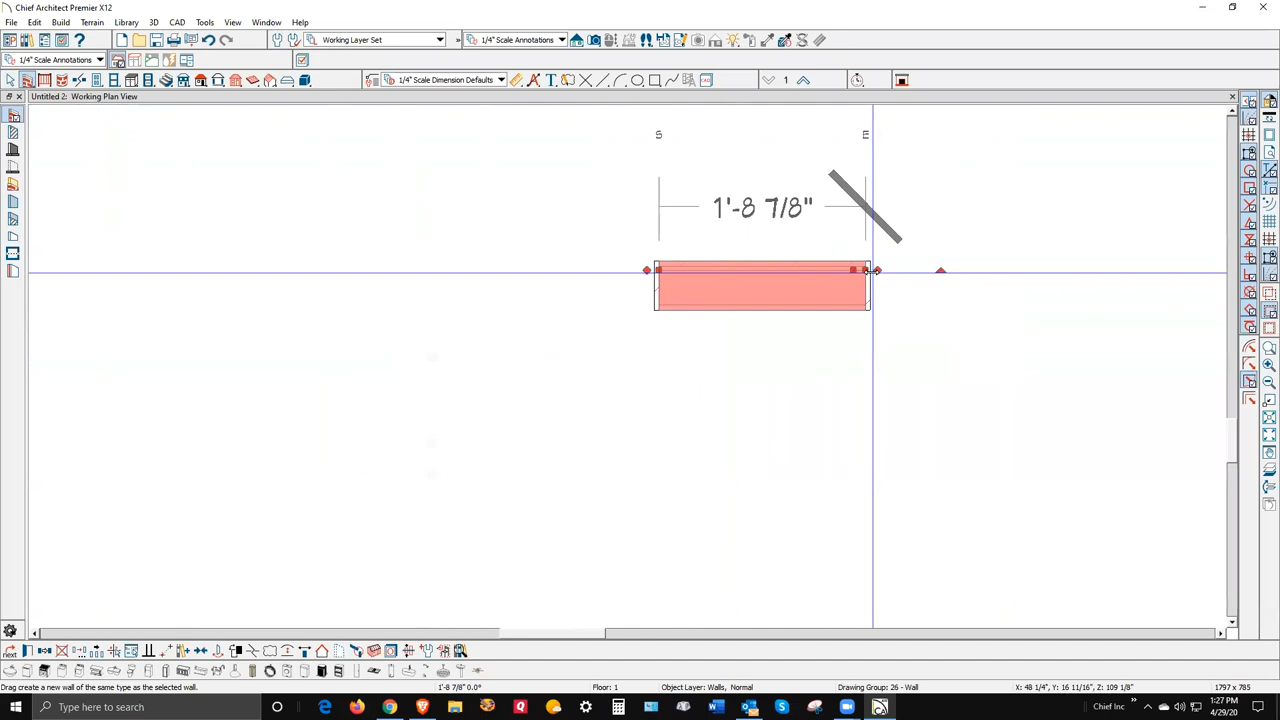 Chief Architect Premier X12
File Edit Build Terrain Library 3D CAD Tools View Window Help
Working Layer Set » 1/4" Scale Annotations
1/4" Scale Annotations
1/4" Scale Dimension Defaults 1
Untitled 2: Working Plan View
S E
1'-8 7/8"
Drag create a new wall of the same type as the selected wall. 1'-8 7/8" 0.0° Floor: 1 Object Layer: Walls, Normal Drawing Group: 26 - Wall X: 48 1/4", Y: 16 11/16", Z: 109 1/8" 1797 x 785
Type here to search Chief Inc 1:27 PM
4/29/20